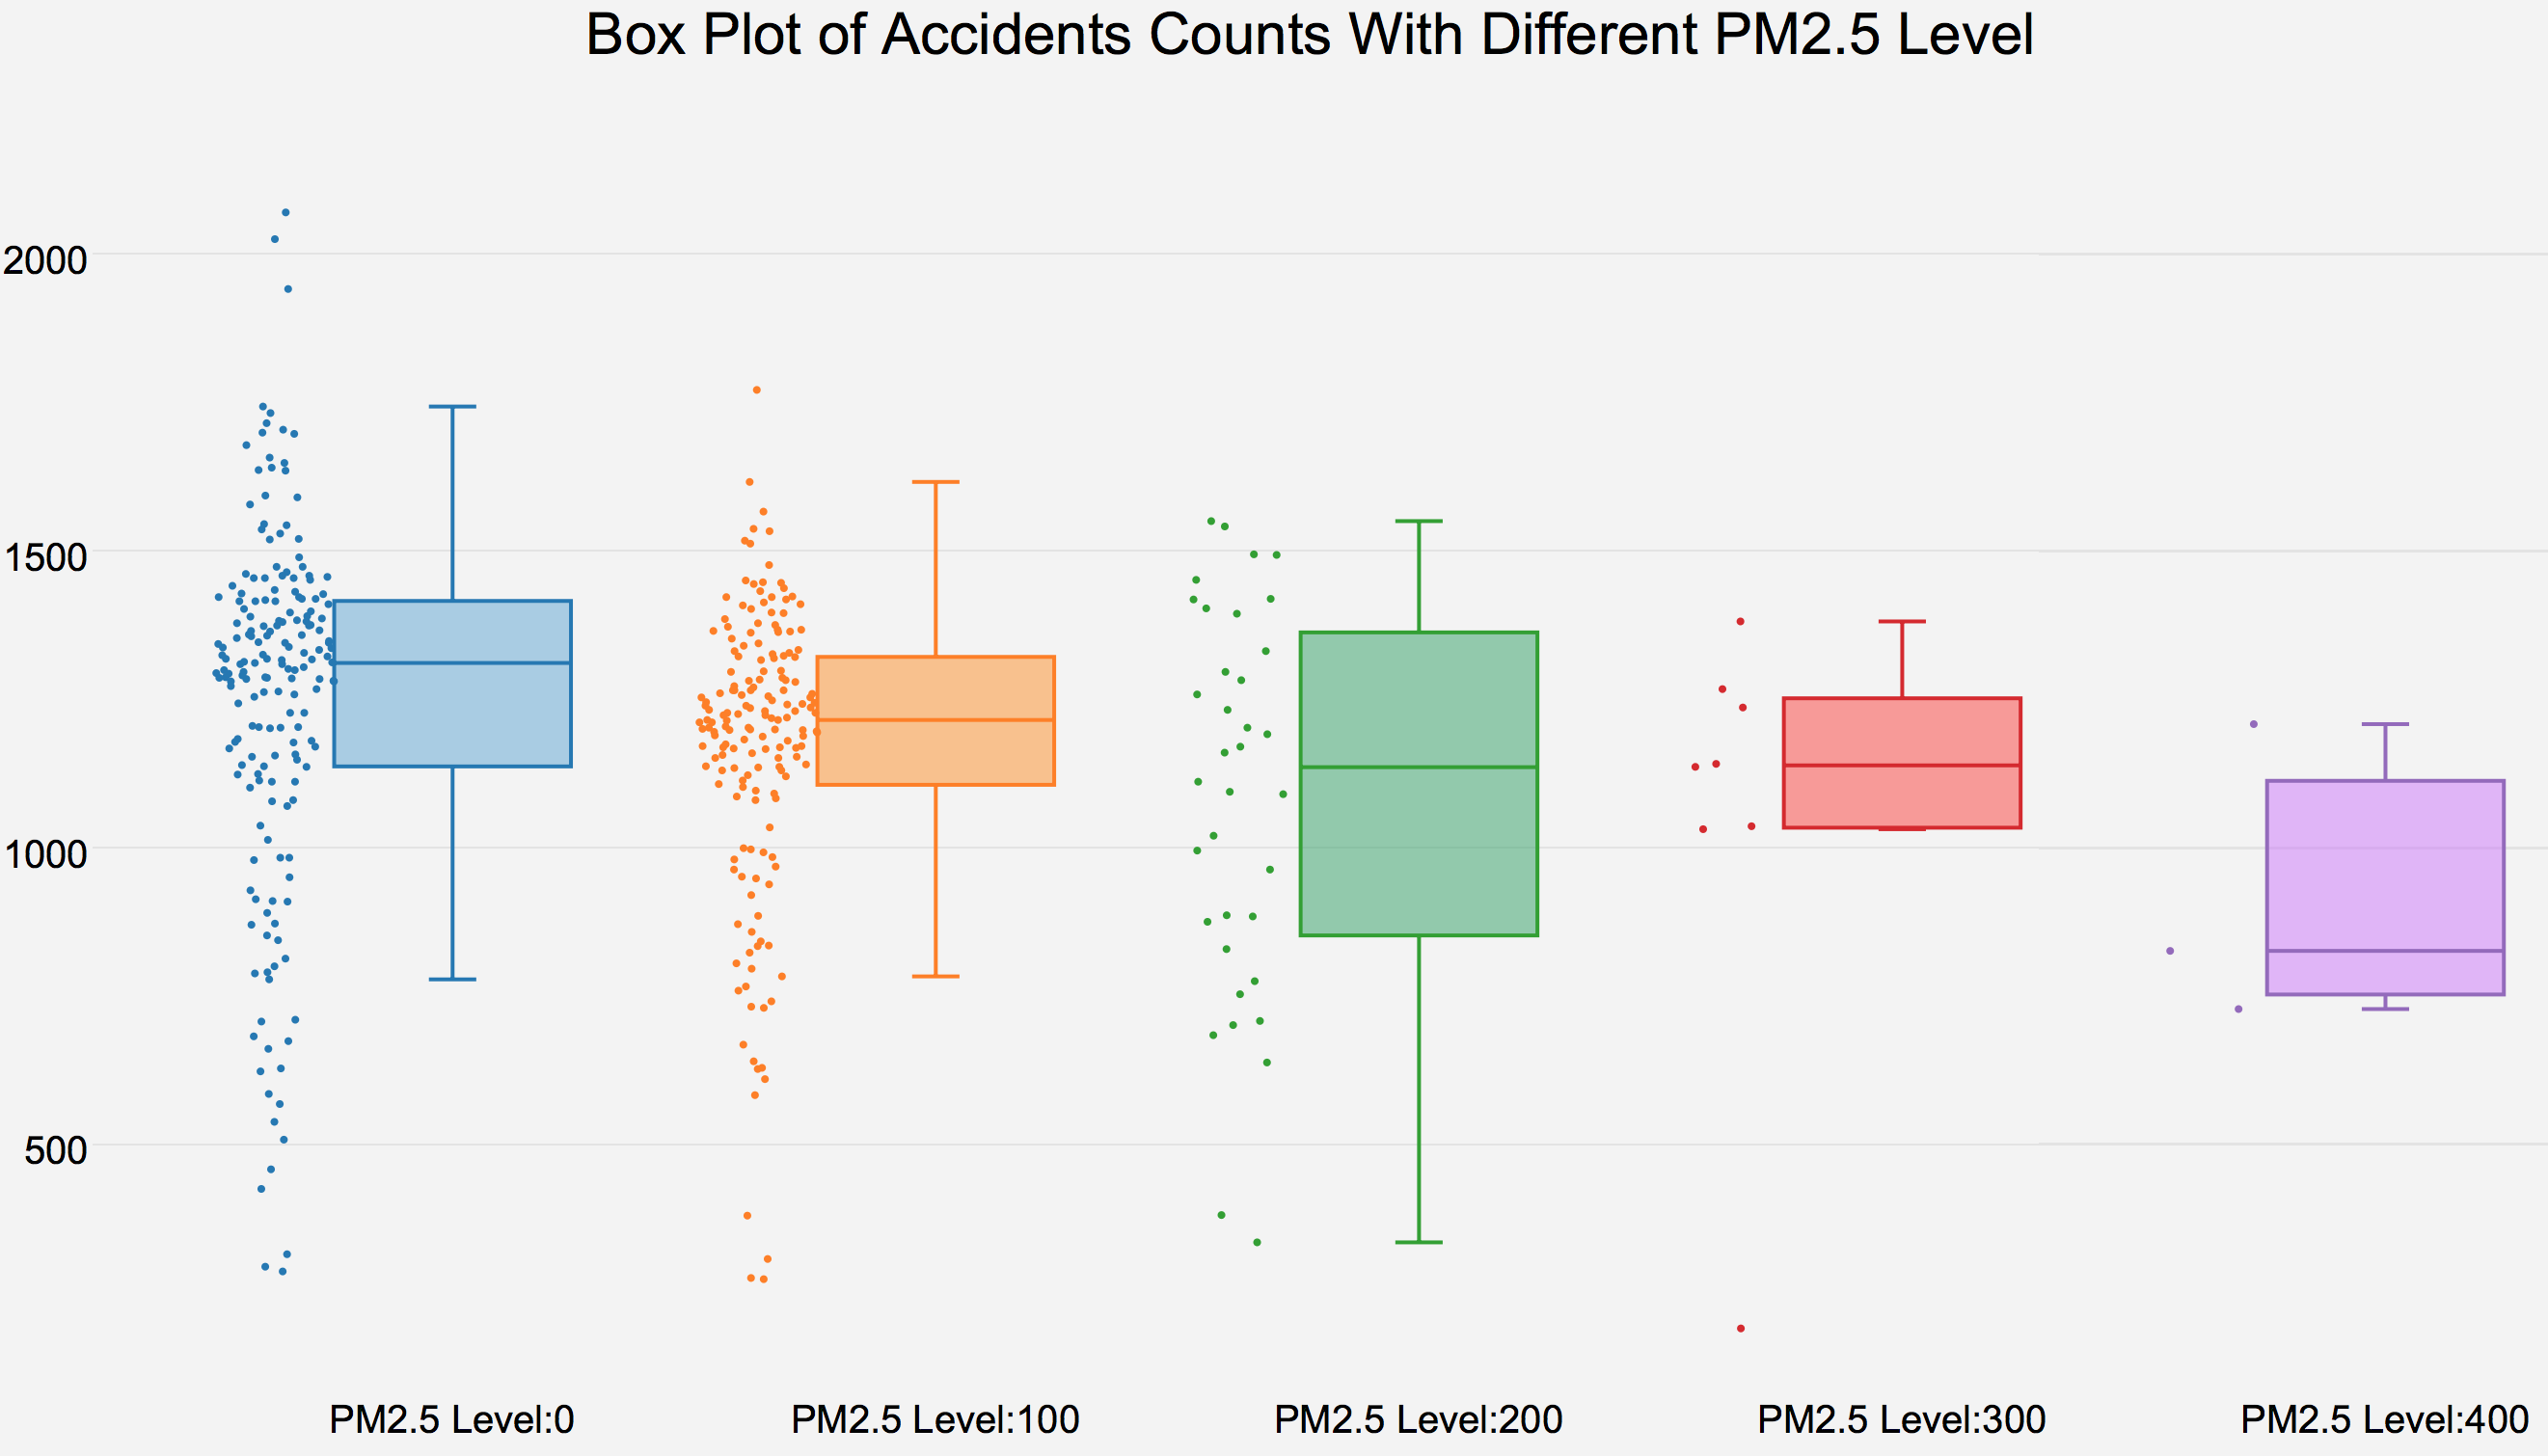 Box Plot of Accidents Counts With Different PM2.5 Level
2000
1500
1000
500
PM2.5 Level:0
PM2.5 Level:100
PM2.5 Level:200
PM2.5 Level:300
PM2.5 Level:400